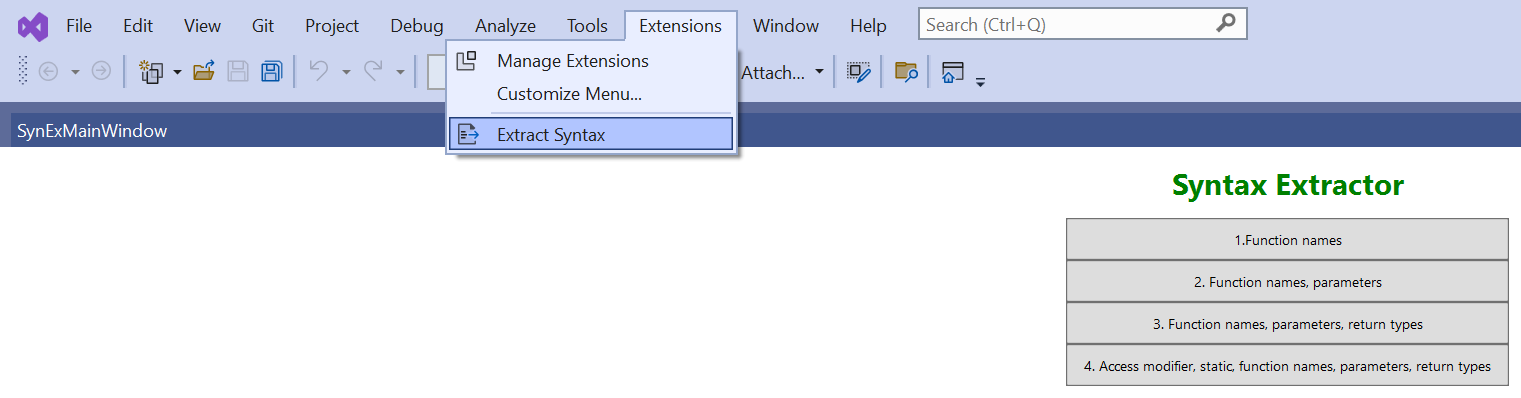 File Edit View Git Project Debug Analyze Tools Extensions Window Help Search (Ctrl+Q)
Manage Extensions
Attach...
Customize Menu...
SynExMainWindow
Extract Syntax
Syntax Extractor
1.Function names
2. Function names, parameters
3. Function names, parameters, return types
4. Access modifier, static, function names, parameters, return types